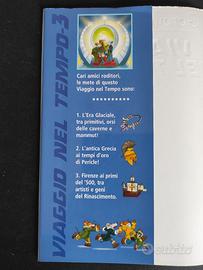 VIAGGIO NEL TEMPO-3
Cari amici roditori,
le mete di questo
Viaggio nel Tempo sono:
**********
1. L'Era Glaciale,
tra primitivi, orsi
delle caverne e
mammut!
2. L'antica Grecia
ai tempi d'oro
di Pericle!
3. Firenze ai primi
del '500, tra
artisti e geni
del Rinascimento.
subito